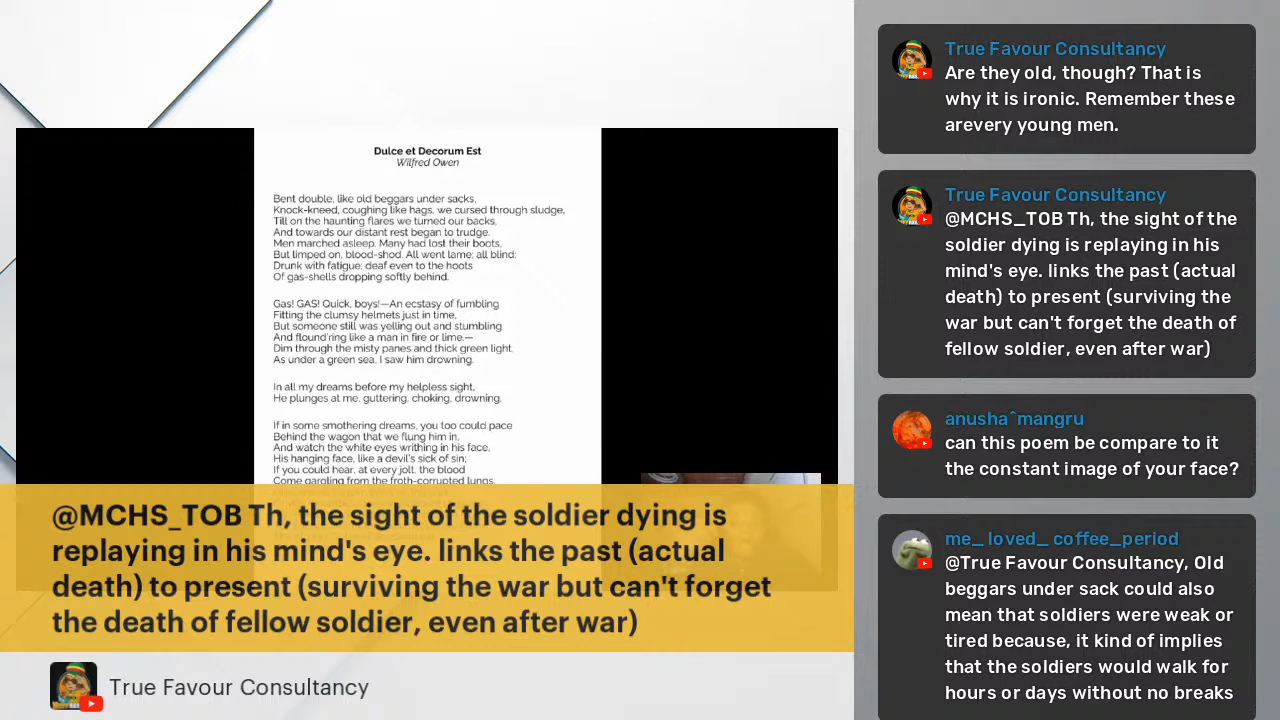 Dulce et Decorum Est
Wilfred Owen
Bent double, like old beggars under sacks,
Knock-kneed, coughing like hags, we cursed through sludge,
Till on the haunting flares we turned our backs,
And towards our distant rest began to trudge.
Men marched asleep. Many had lost their boots,
But limped on, blood-shod. All went lame; all blind;
Drunk with fatigue; deaf even to the hoots
Of gas-shells dropping softly behind.
Gas! GAS! Quick, boys!—An ecstasy of fumbling
Fitting the clumsy helmets just in time,
But someone still was yelling out and stumbling
And flound'ring like a man in fire or lime.—
Dim through the misty panes and thick green light,
As under a green sea, I saw him drowning.
In all my dreams before my helpless sight,
He plunges at me, guttering, choking, drowning.
If in some smothering dreams, you too could pace
Behind the wagon that we flung him in,
And watch the white eyes writhing in his face,
His hanging face, like a devil's sick of sin;
If you could hear, at every jolt, the blood
Come gargling from the froth-corrupted lungs,
@MCHS_TOB Th, the sight of the soldier dying is
replaying in his mind's eye. links the past (actual
death) to present (surviving the war but can't forget
the death of fellow soldier, even after war)
True Favour Consultancy
True Favour Consultancy
Are they old, though? That is
why it is ironic. Remember these
arevery young men.
True Favour Consultancy
@MCHS_TOB Th, the sight of the
soldier dying is replaying in his
mind's eye. links the past (actual
death) to present (surviving the
war but can't forget the death of
fellow soldier, even after war)
anusha^mangru
can this poem be compare to it
the constant image of your face?
me_ loved_ coffee_period
@True Favour Consultancy, Old
beggars under sack could also
mean that soldiers were weak or
tired because, it kind of implies
that the soldiers would walk for
hours or days without no breaks